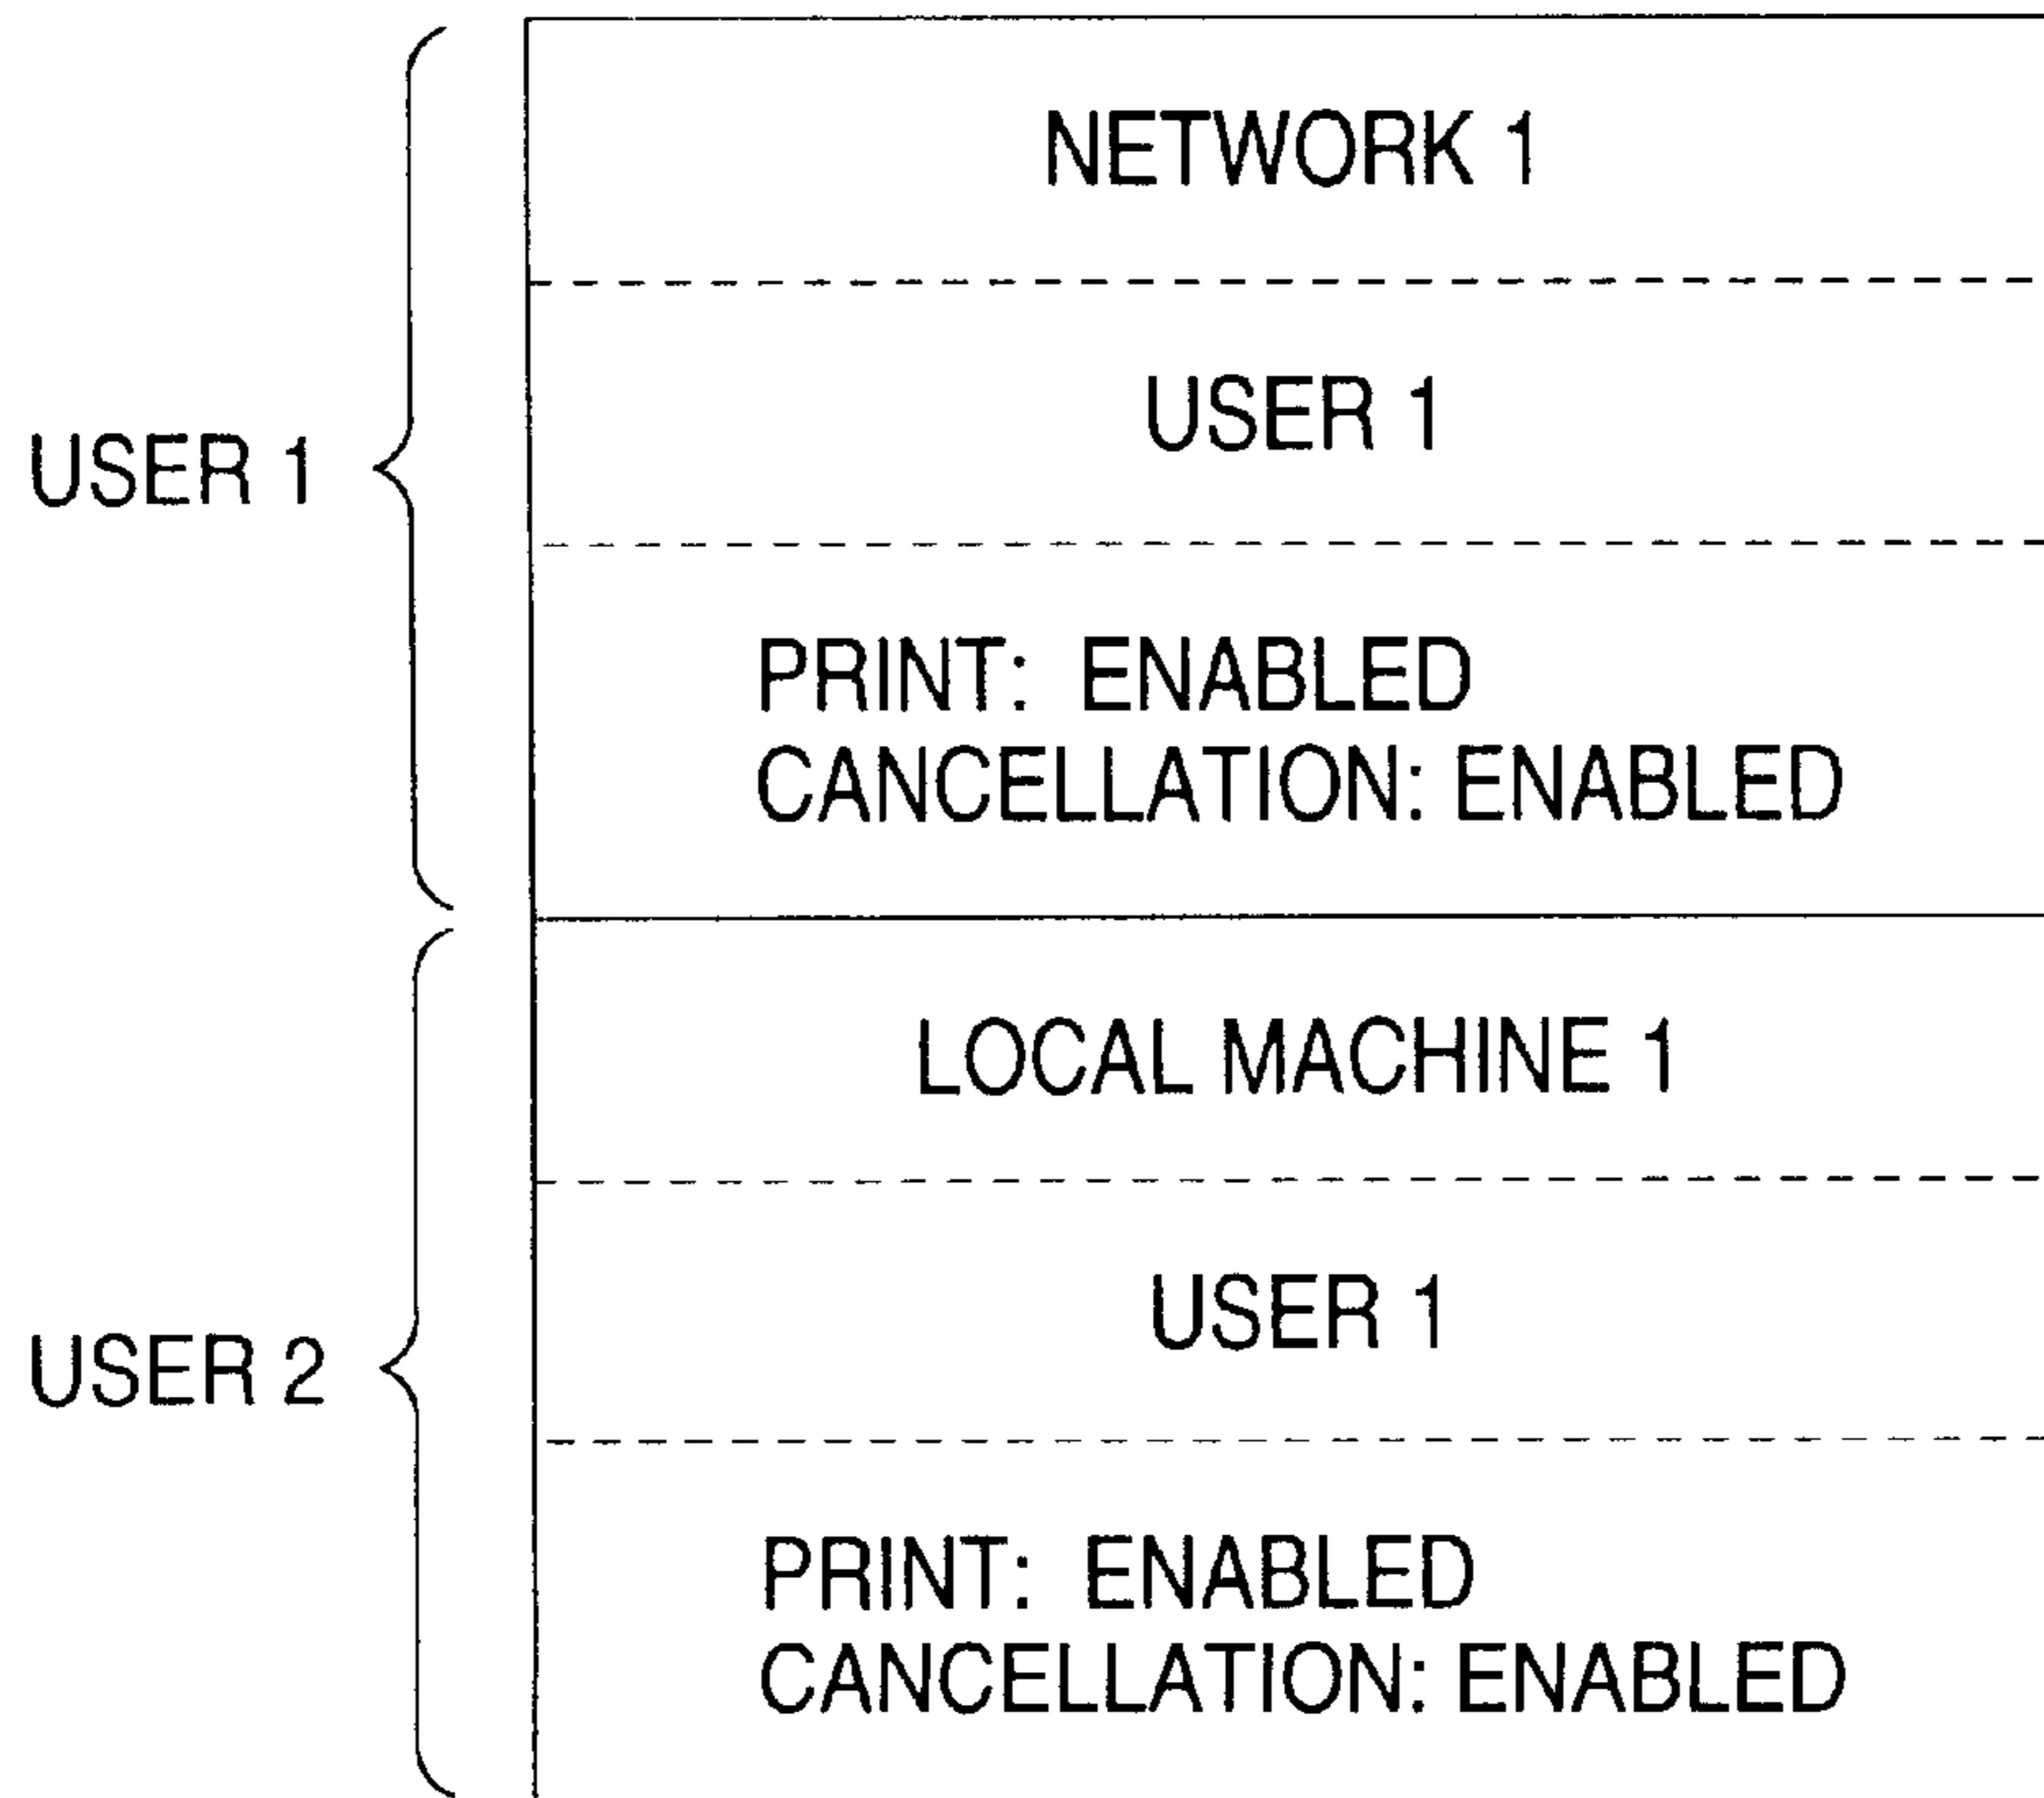 NETWORK 1
USER 1
USER 1
PRINT: ENABLED
CANCELLATION: ENABLED
LOCAL MACHINE 1
USER 1
USER 2
PRINT: ENABLED
CANCELLATION: ENABLED